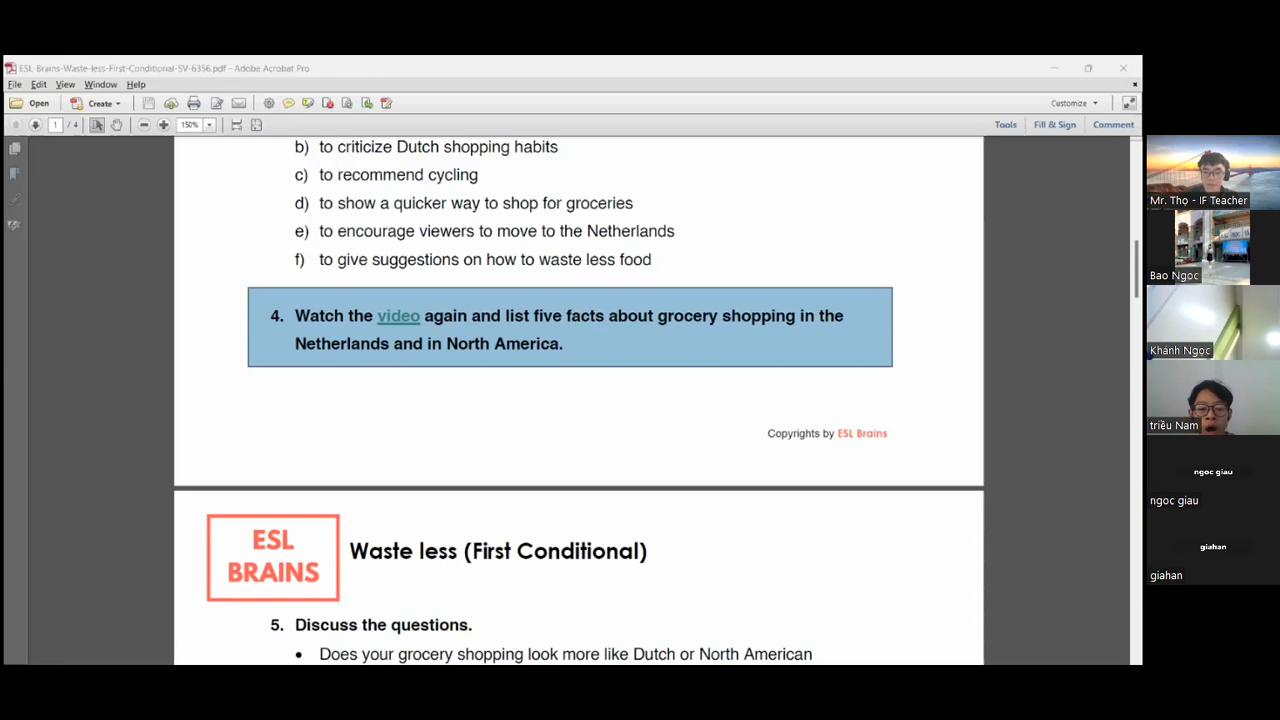 ESL-Brains-Waste-less-First-Conditional-SV-6356.pdf - Adobe Acrobat Pro
File Edit View Window Help
Open Create Customize
1 / 4 150% Tools Fill & Sign Comment
b) to criticize Dutch shopping habits
c) to recommend cycling
d) to show a quicker way to shop for groceries
e) to encourage viewers to move to the Netherlands
f) to give suggestions on how to waste less food
4. Watch the video again and list five facts about grocery shopping in the
Netherlands and in North America.
Copyrights by ESL Brains
ESL
BRAINS
Waste less (First Conditional)
5. Discuss the questions.
• Does your grocery shopping look more like Dutch or North American
Mr. Thọ - IF Teacher
Bao Ngoc
Khánh Ngọc
triều Nam
ngoc giau
ngoc giau
giahan
giahan